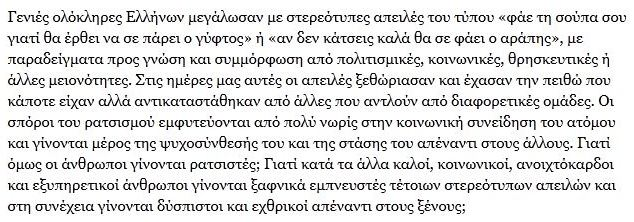 Γενιές ολόκληρες Ελλήνων μεγάλωσαν με στερεότυπες απειλές του τύπου «φάε τη σούπα σου
γιατί θα έρθει να σε πάρει ο γύφτος» ή «αν δεν κάτσεις καλά θα σε φάει ο αράπης», με
παραδείγματα προς γνώση και συμμόρφωση από πολιτισμικές, κοινωνικές, θρησκευτικές ή
άλλες μειονότητες. Στις ημέρες μας αυτές οι απειλές ξεθώριασαν και έχασαν την πειθώ που
κάποτε είχαν αλλά αντικαταστάθηκαν από άλλες που αντλούν από διαφορετικές ομάδες. Οι
σπόροι του ρατσισμού εμφυτεύονται από πολύ νωρίς στην κοινωνική συνείδηση του ατόμου
και γίνονται μέρος της ψυχοσύνθεσής του και της στάσης του απέναντι στους άλλους. Γιατί
όμως οι άνθρωποι γίνονται ρατσιστές; Γιατί κατά τα άλλα καλοί, κοινωνικοί, ανοιχτόκαρδοι
και εξυπηρετικοί άνθρωποι γίνονται ξαφνικά εμπνευστές τέτοιων στερεότυπων απειλών και
στη συνέχεια γίνονται δύσπιστοι και εχθρικοί απέναντι στους ξένους;